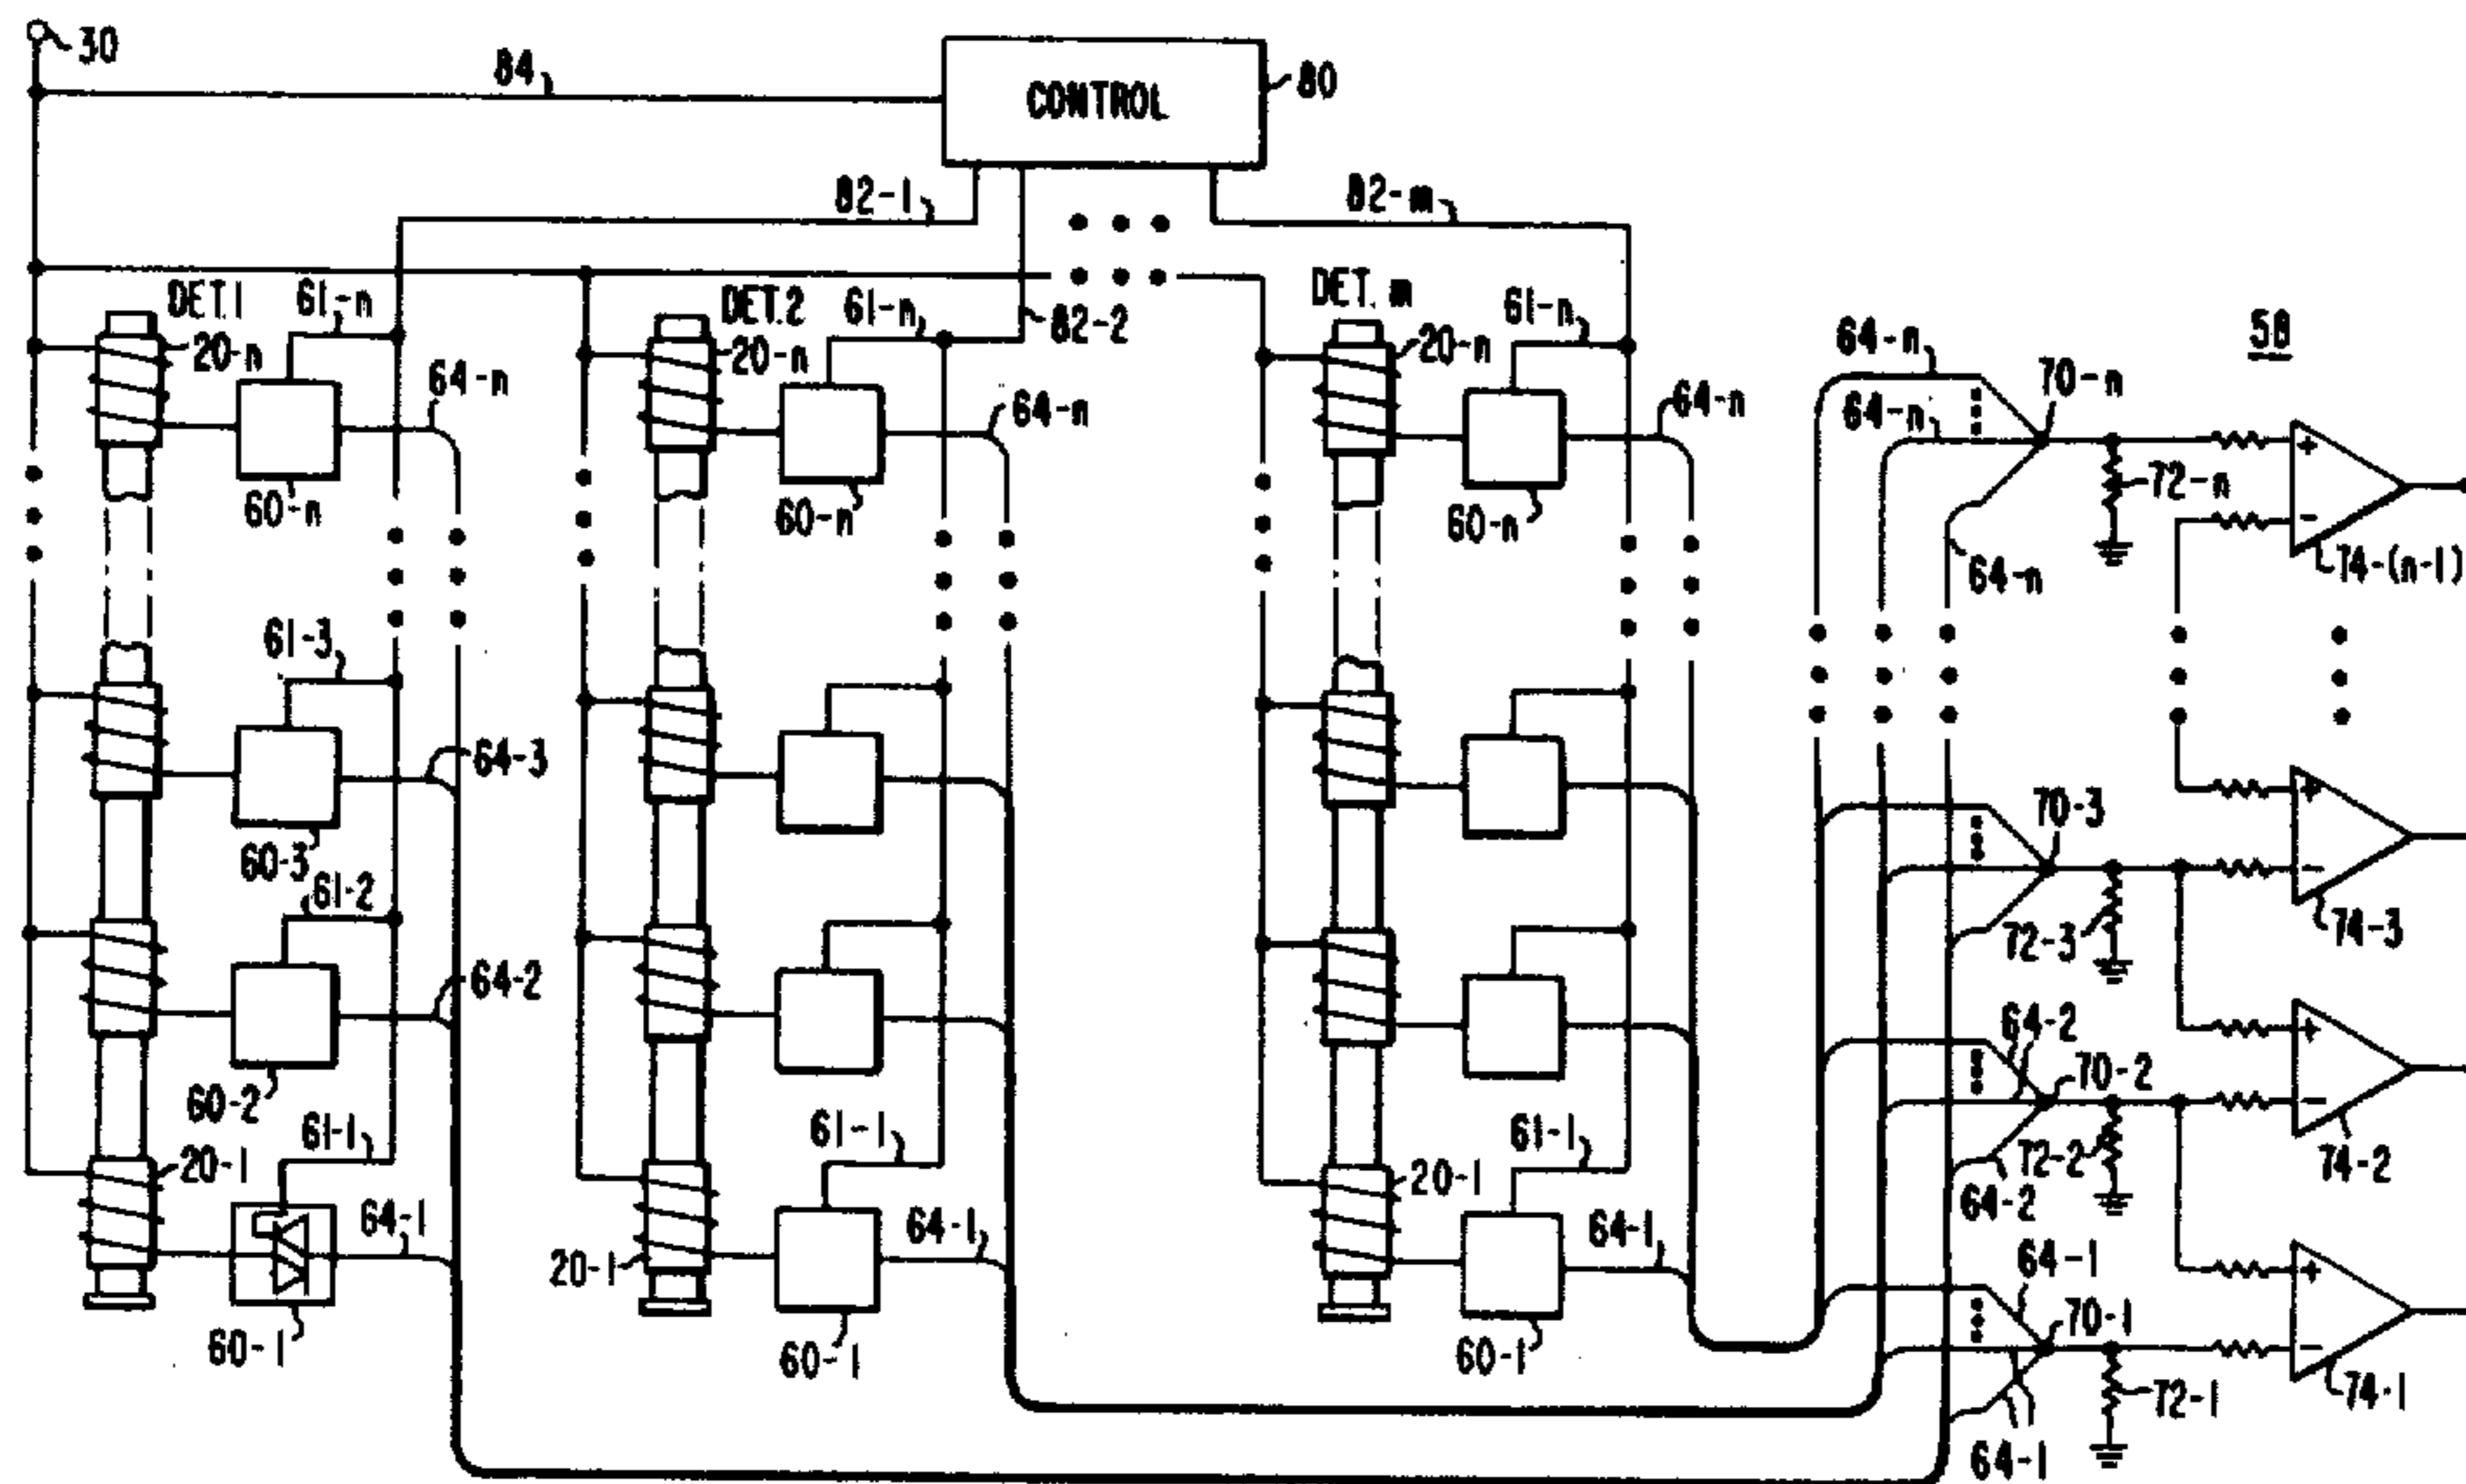 30
84
CONTROL
80
82-1
82-m
DET.1
61-n
DET.2
61-n
82-2
DET. m
61-n
20-n
20-n
20-n
64-n
64-n
64-n
64-n
64-n
70-n
50
60-n
60-n
60-n
72-n
64-n
74-(n-1)
+
-
61-3
64-3
60-3
70-3
72-3
+
-
74-3
61-2
64-2
60-2
64-2
70-2
72-2
64-2
+
-
74-2
61-1
61-1
61-1
20-1
20-1
20-1
64-1
64-1
64-1
60-1
60-1
60-1
64-1
70-1
72-1
64-1
+
-
74-1